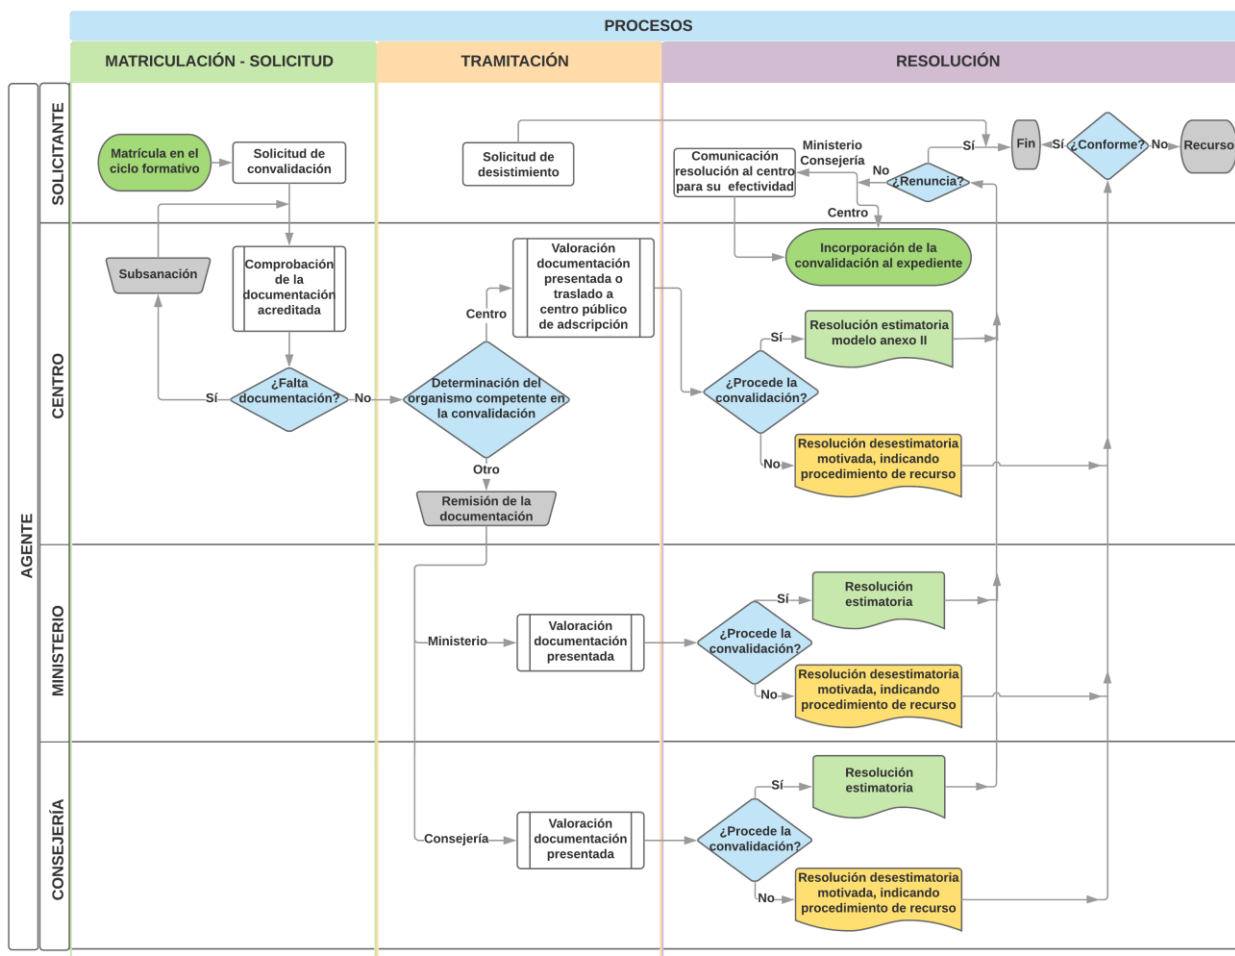 PROCESOS
MATRICULACIÓN - SOLICITUD
TRAMITACIÓN
RESOLUCIÓN
AGENTE
SOLICITANTE
Matrícula en el
ciclo formativo
Solicitud de
convalidación
Solicitud de
desistimiento
Comunicación
resolución al centro
para su efectividad
Ministerio
Consejería
No
¿Renuncia?
Sí
Fin
Sí
¿Conforme?
No
Recurso
Centro
CENTRO
Subsanación
Comprobación
de la
documentación
acreditada
Sí
¿Falta
documentación?
No
Centro
Valoración
documentación
presentada o
traslado a
centro público
de adscripción
Determinación del
organismo competente en
la convalidación
Otro
Remisión de la
documentación
Incorporación de la
convalidación al expediente
¿Procede la
convalidación?
Sí
Resolución estimatoria
modelo anexo II
No
Resolución desestimatoria
motivada, indicando
procedimiento de recurso
MINISTERIO
Ministerio
Valoración
documentación
presentada
¿Procede la
convalidación?
Sí
Resolución
estimatoria
No
Resolución desestimatoria
motivada, indicando
procedimiento de recurso
CONSEJERÍA
Consejería
Valoración
documentación
presentada
¿Procede la
convalidación?
Sí
Resolución
estimatoria
No
Resolución desestimatoria
motivada, indicando
procedimiento de recurso